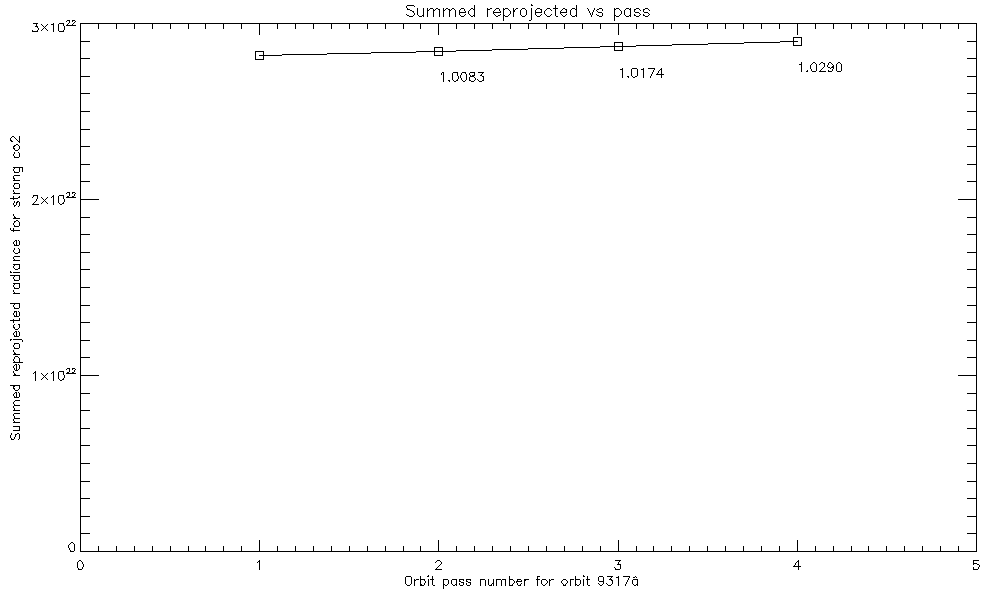 Summed reprojected vs pass
3×10²²
1.0083
1.0174
1.0290
2×10²²
1×10²²
0
Summed reprojected radiance for strong co2
0 1 2 3 4 5
Orbit pass number for orbit 9317â